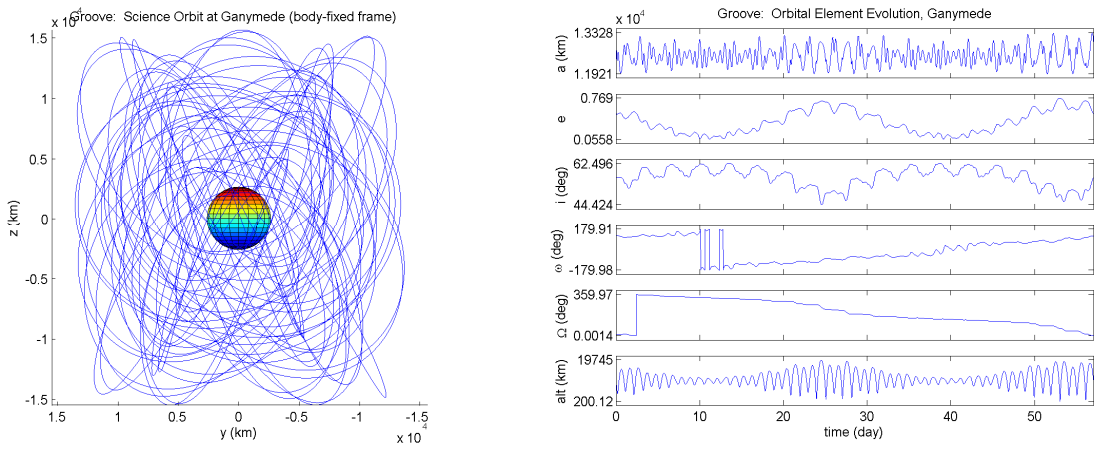 Groove: Science Orbit at Ganymede (body-fixed frame)
x 10^4
1.5
1
0.5
0
-0.5
-1
-1.5
z (km)
1.5 1 0.5 0 -0.5 -1 -1.5
y (km)
x 10^4
Groove: Orbital Element Evolution, Ganymede
x 10^4
1.3328
1.1921
a (km)
0.769
0.0558
e
62.496
44.424
i (deg)
179.91
-179.98
ω (deg)
359.97
0.0014
Ω (deg)
19745
200.12
alt (km)
0 10 20 30 40 50
time (day)